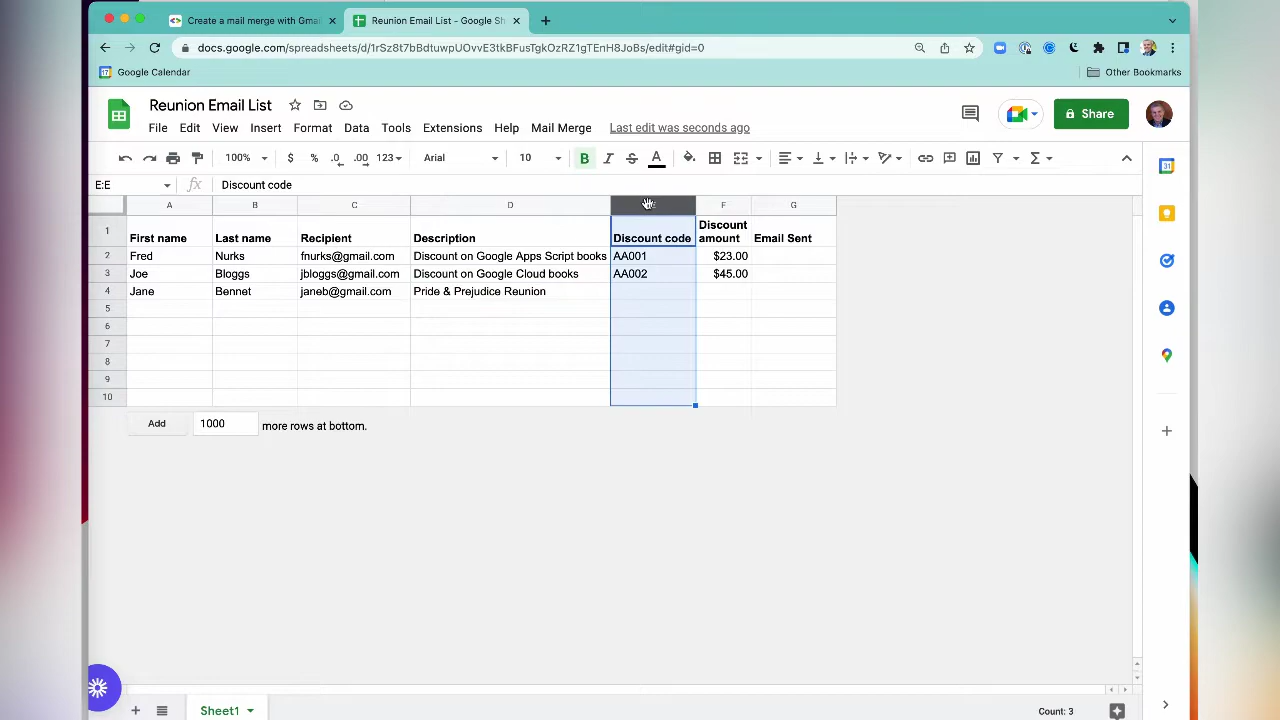 Create a mail merge with Gmai
Reunion Email List - Google Sh
docs.google.com/spreadsheets/d/1rSz8t7bBdtuwpUOvvE3tkBFusTgkOzRZ1gTEnH8JoBs/edit#gid=0
17 Google Calendar
Other Bookmarks
Reunion Email List
File Edit View Insert Format Data Tools Extensions Help Mail Merge Last edit was seconds ago
Share
100% $ % .0 .00 123 Arial 10 B I S A
31
E:E fx Discount code
A B C D F G
1 First name Last name Recipient Description Discount code Discount amount Email Sent
2 Fred Nurks fnurks@gmail.com Discount on Google Apps Script books AA001 $23.00
3 Joe Bloggs jbloggs@gmail.com Discount on Google Cloud books AA002 $45.00
4 Jane Bennet janeb@gmail.com Pride & Prejudice Reunion
5
6
7
8
9
10
Add 1000 more rows at bottom.
Sheet1
Count: 3